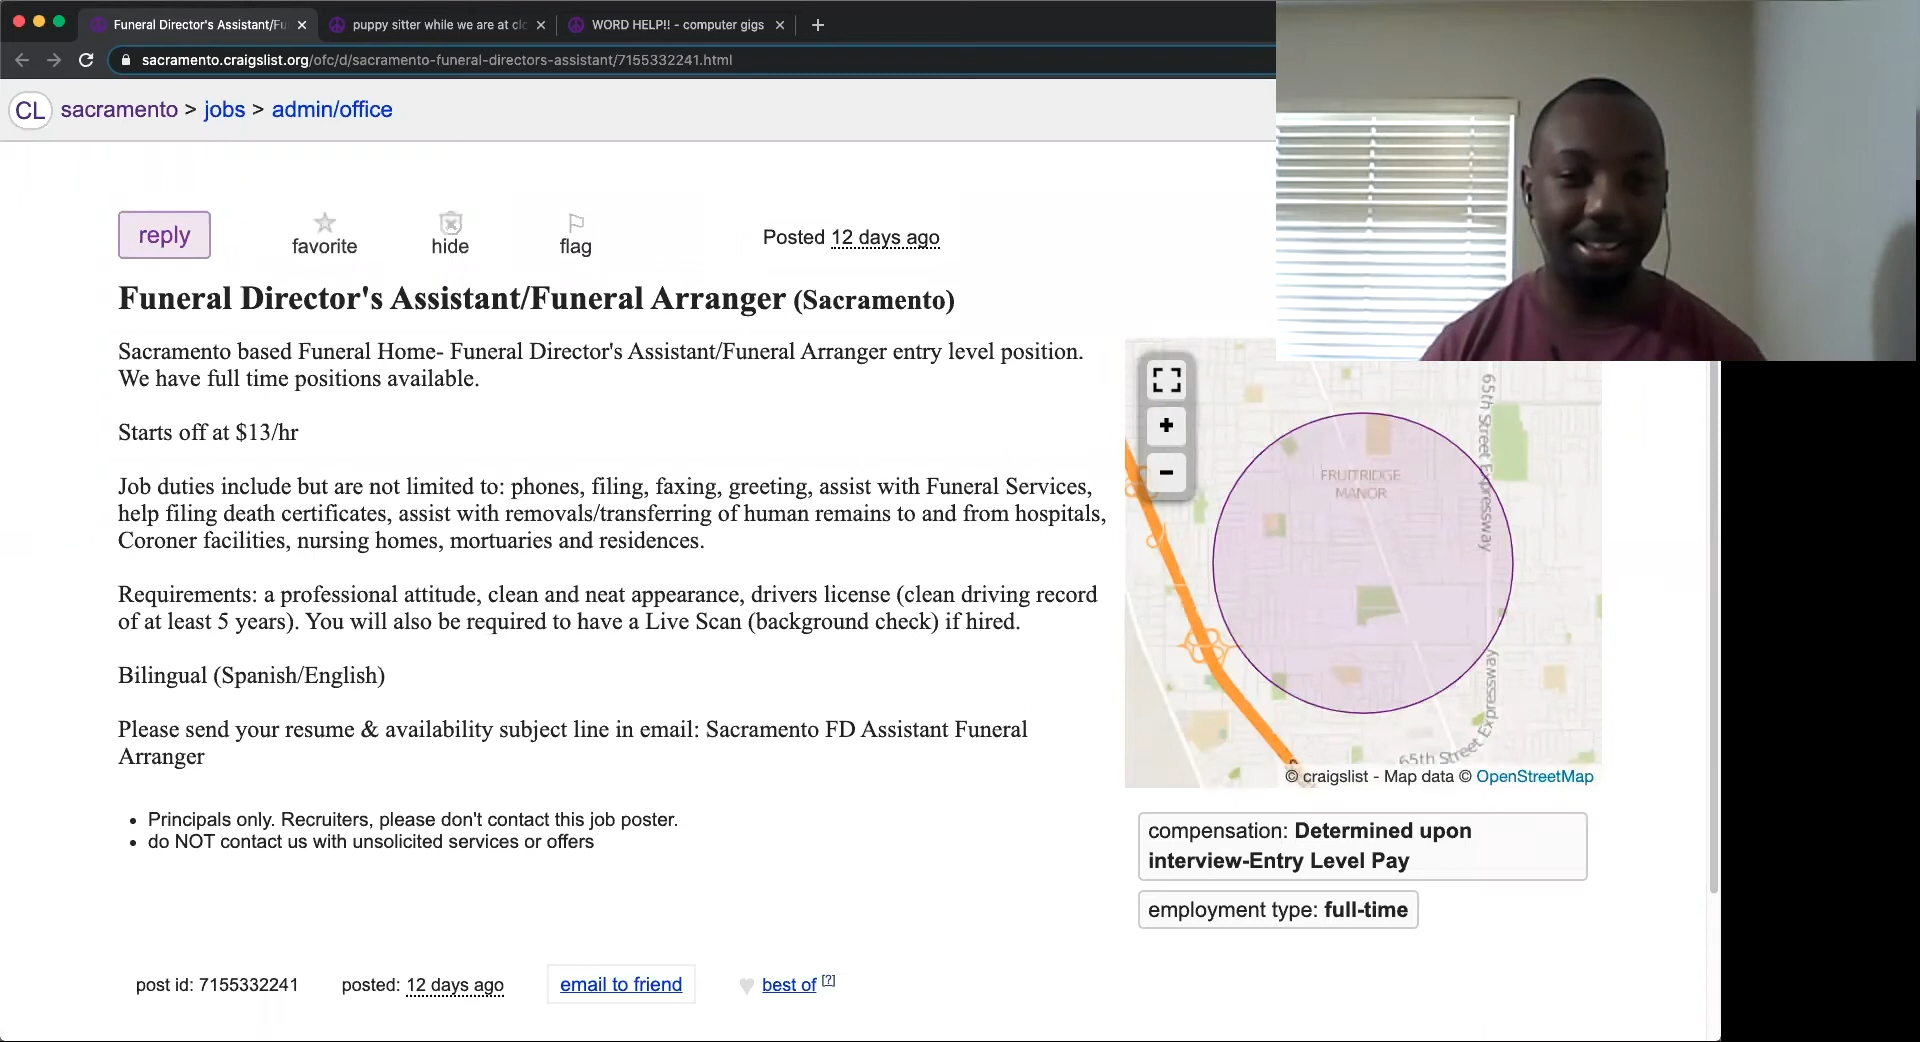 Funeral Director's Assistant/Fu
puppy sitter while we are at clo
WORD HELP!! - computer gigs
sacramento.craigslist.org/ofc/d/sacramento-funeral-directors-assistant/7155332241.html
CL sacramento > jobs > admin/office
reply
favorite
hide
flag
Posted 12 days ago
Funeral Director's Assistant/Funeral Arranger (Sacramento)
Sacramento based Funeral Home- Funeral Director's Assistant/Funeral Arranger entry level position.
We have full time positions available.
Starts off at $13/hr
Job duties include but are not limited to: phones, filing, faxing, greeting, assist with Funeral Services,
help filing death certificates, assist with removals/transferring of human remains to and from hospitals,
Coroner facilities, nursing homes, mortuaries and residences.
Requirements: a professional attitude, clean and neat appearance, drivers license (clean driving record
of at least 5 years). You will also be required to have a Live Scan (background check) if hired.
Bilingual (Spanish/English)
Please send your resume & availability subject line in email: Sacramento FD Assistant Funeral
Arranger
• Principals only. Recruiters, please don't contact this job poster.
• do NOT contact us with unsolicited services or offers
+
-
FRUITRIDGE
MANOR
65th Street Expressway
65th Street Expressway
© craigslist - Map data © OpenStreetMap
compensation: Determined upon
interview-Entry Level Pay
employment type: full-time
post id: 7155332241
posted: 12 days ago
email to friend
best of [?]